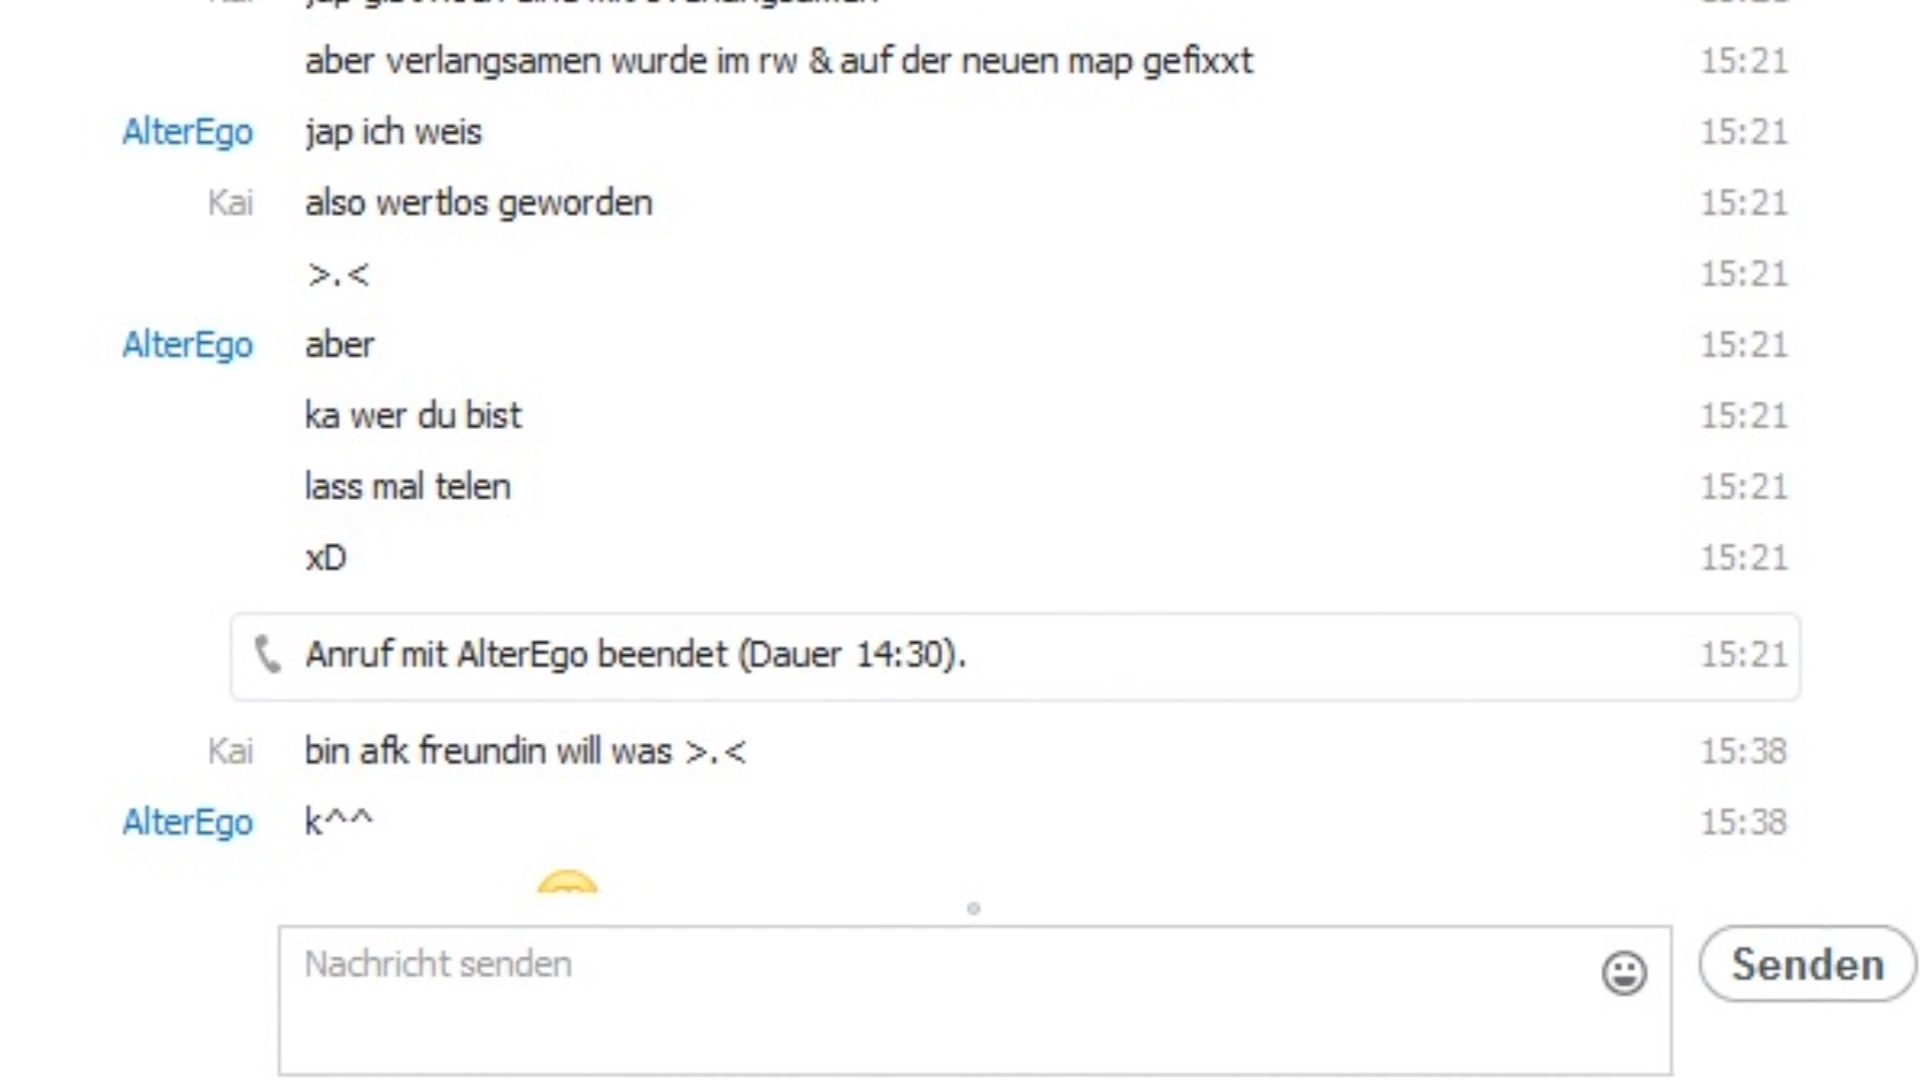 aber verlangsamen wurde im rw & auf der neuen map gefixxt 15:21
AlterEgo jap ich weis 15:21
Kai also wertlos geworden 15:21
>.< 15:21
AlterEgo aber 15:21
ka wer du bist 15:21
lass mal telen 15:21
xD 15:21
Anruf mit AlterEgo beendet (Dauer 14:30). 15:21
Kai bin afk freundin will was >.< 15:38
AlterEgo k^^ 15:38
Nachricht senden
Senden